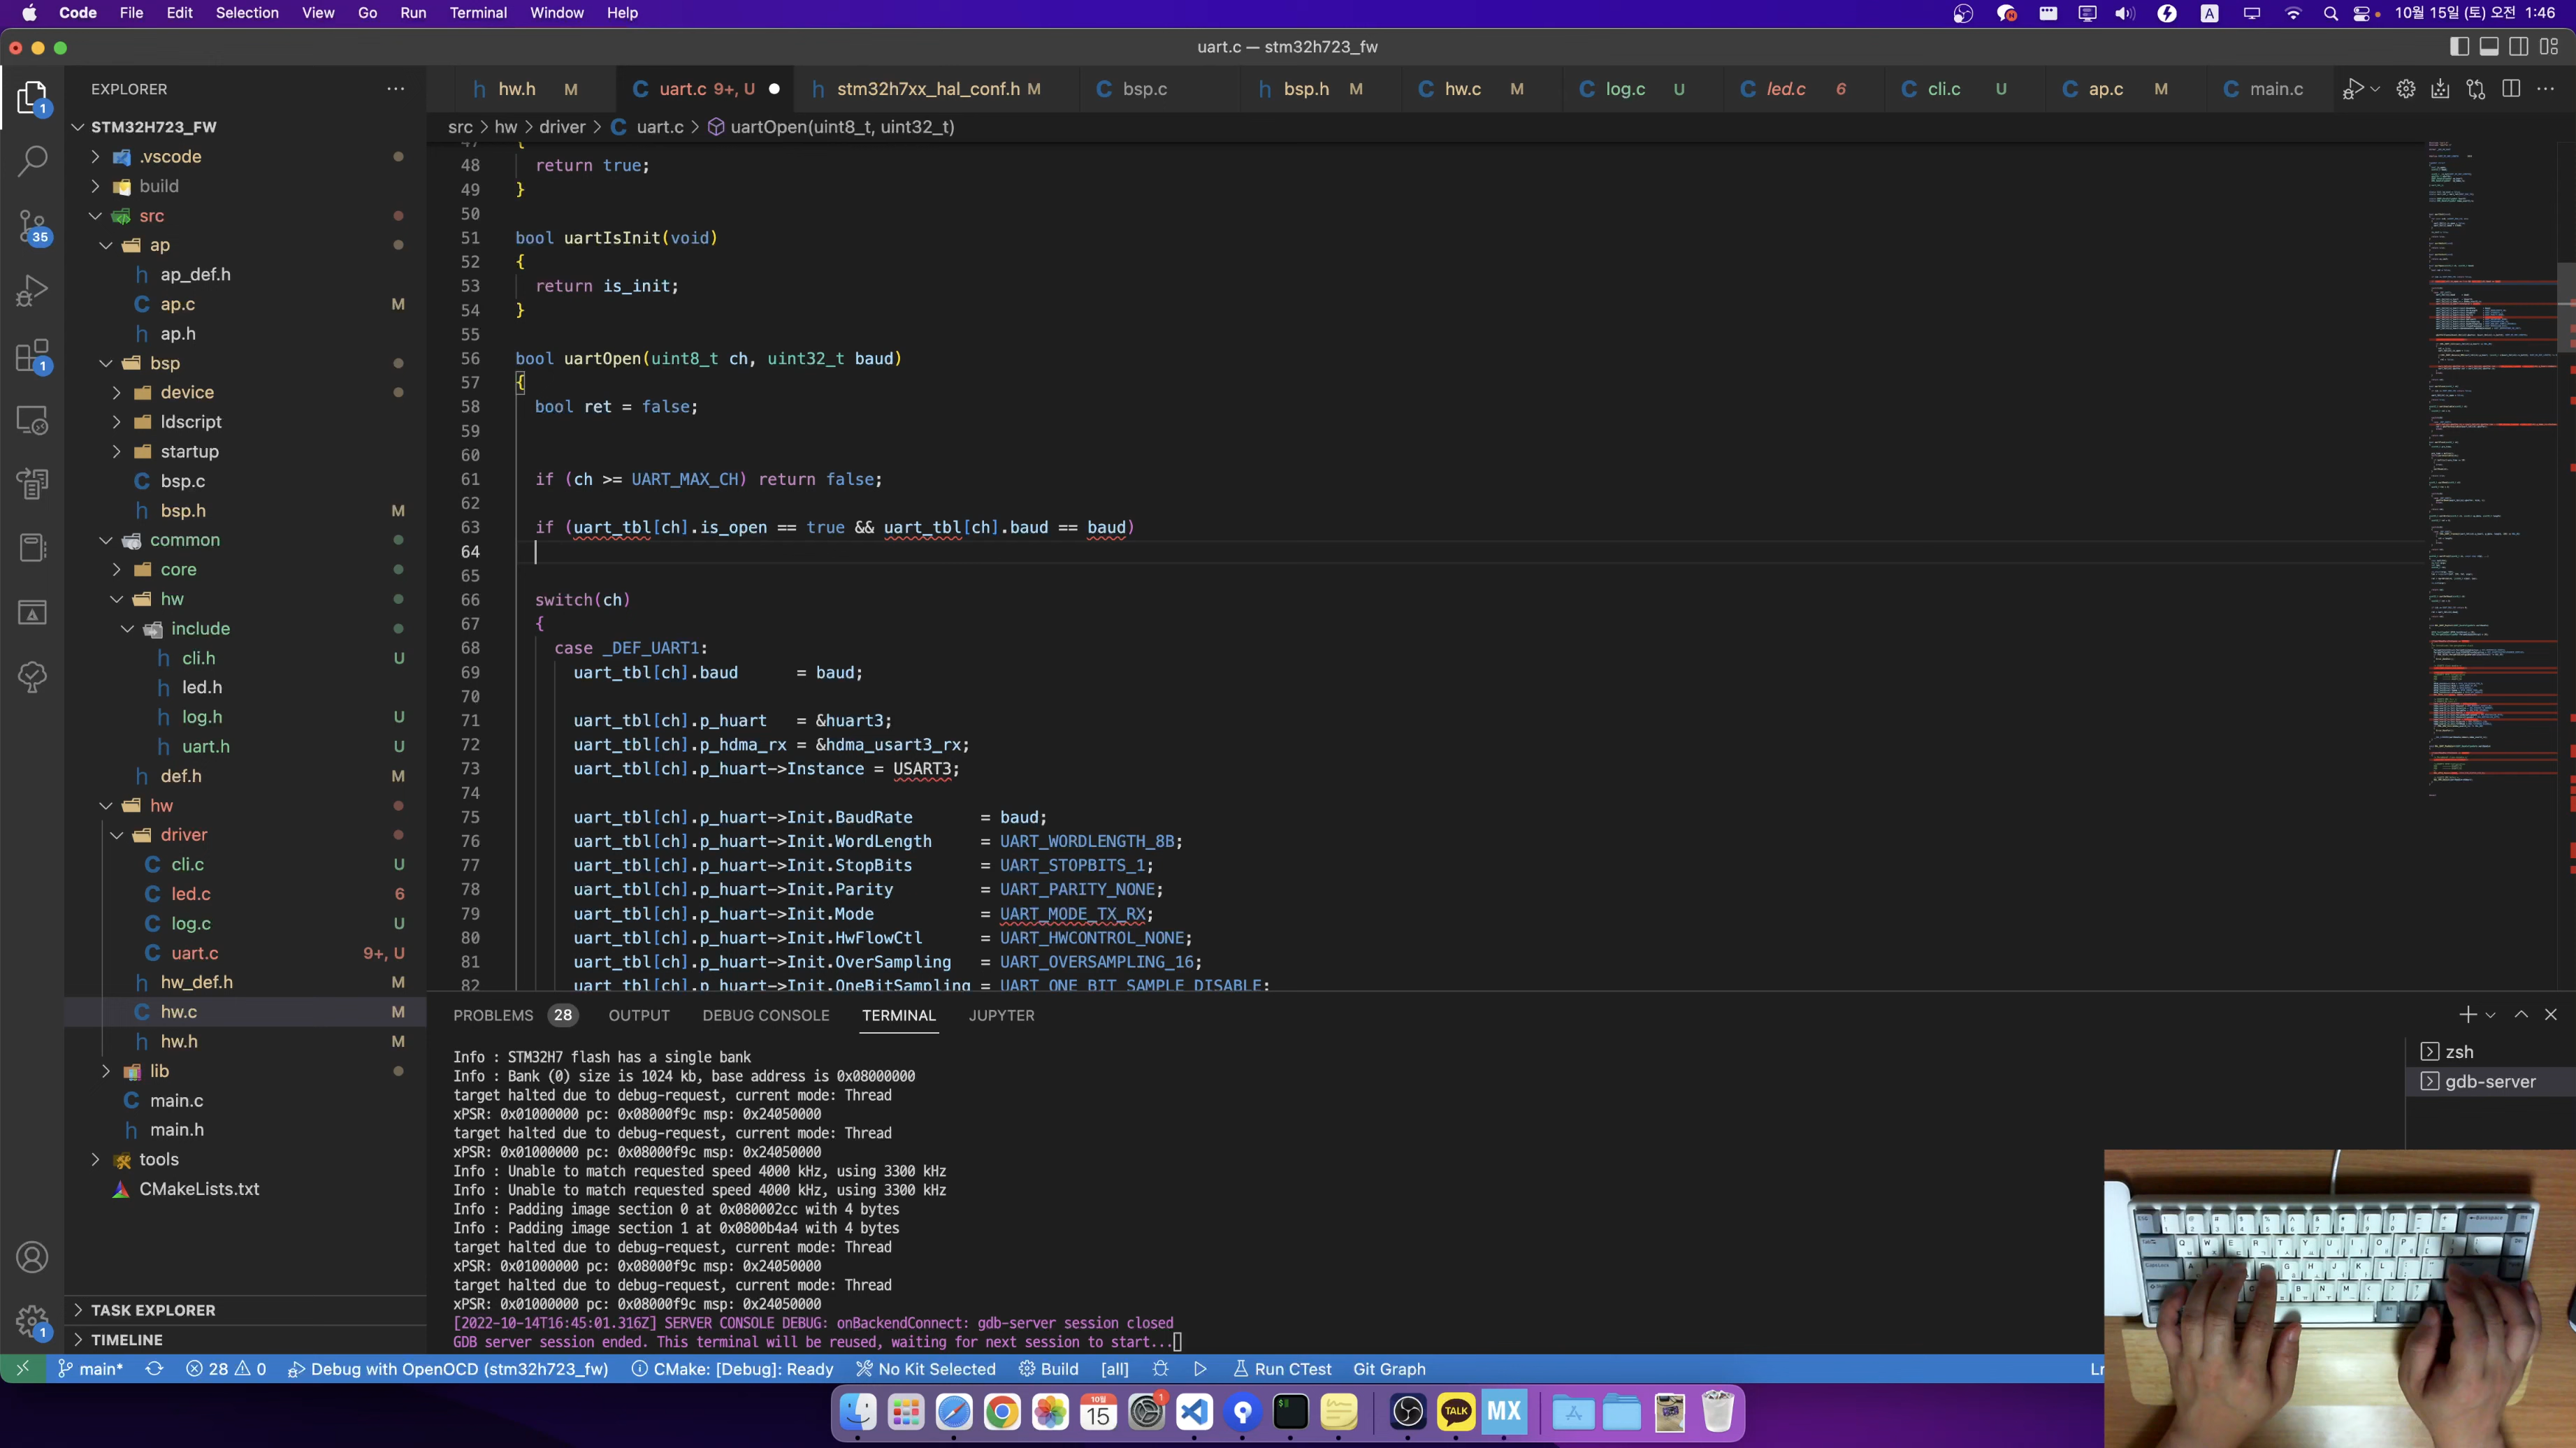 Code File Edit Selection View Go Run Terminal Window Help
A 10월 15일 (토) 오전 1:46
uart.c — stm32h723_fw
EXPLORER
hw.h M
uart.c 9+, U
stm32h7xx_hal_conf.h M
bsp.c
bsp.h M
hw.c M
log.c U
led.c 6
cli.c U
ap.c M
main.c
src > hw > driver > C uart.c > uartOpen(uint8_t, uint32_t)
1
35
1
1
STM32H723_FW
.vscode
build
src
ap
ap_def.h
ap.c M
ap.h
bsp
device
ldscript
startup
bsp.c
bsp.h M
common
core
hw
include
cli.h U
led.h
log.h U
uart.h U
def.h M
hw
driver
cli.c U
led.c 6
log.c U
uart.c 9+, U
hw_def.h M
hw.c M
hw.h M
lib
main.c
main.h
tools
CMakeLists.txt
TASK EXPLORER
TIMELINE
47 {
48 return true;
49 }
50
51 bool uartIsInit(void)
52 {
53 return is_init;
54 }
55
56 bool uartOpen(uint8_t ch, uint32_t baud)
57 {
58 bool ret = false;
59
60
61 if (ch >= UART_MAX_CH) return false;
62
63 if (uart_tbl[ch].is_open == true && uart_tbl[ch].baud == baud)
64
65
66 switch(ch)
67 {
68 case _DEF_UART1:
69 uart_tbl[ch].baud = baud;
70
71 uart_tbl[ch].p_huart = &huart3;
72 uart_tbl[ch].p_hdma_rx = &hdma_usart3_rx;
73 uart_tbl[ch].p_huart->Instance = USART3;
74
75 uart_tbl[ch].p_huart->Init.BaudRate = baud;
76 uart_tbl[ch].p_huart->Init.WordLength = UART_WORDLENGTH_8B;
77 uart_tbl[ch].p_huart->Init.StopBits = UART_STOPBITS_1;
78 uart_tbl[ch].p_huart->Init.Parity = UART_PARITY_NONE;
79 uart_tbl[ch].p_huart->Init.Mode = UART_MODE_TX_RX;
80 uart_tbl[ch].p_huart->Init.HwFlowCtl = UART_HWCONTROL_NONE;
81 uart_tbl[ch].p_huart->Init.OverSampling = UART_OVERSAMPLING_16;
82 uart_tbl[ch].p_huart->Init.OneBitSampling = UART_ONE_BIT_SAMPLE_DISABLE;
PROBLEMS 28 OUTPUT DEBUG CONSOLE TERMINAL JUPYTER
zsh
gdb-server
Info : STM32H7 flash has a single bank
Info : Bank (0) size is 1024 kb, base address is 0x08000000
target halted due to debug-request, current mode: Thread
xPSR: 0x01000000 pc: 0x08000f9c msp: 0x24050000
target halted due to debug-request, current mode: Thread
xPSR: 0x01000000 pc: 0x08000f9c msp: 0x24050000
Info : Unable to match requested speed 4000 kHz, using 3300 kHz
Info : Unable to match requested speed 4000 kHz, using 3300 kHz
Info : Padding image section 0 at 0x080002cc with 4 bytes
Info : Padding image section 1 at 0x0800b4a4 with 4 bytes
target halted due to debug-request, current mode: Thread
xPSR: 0x01000000 pc: 0x08000f9c msp: 0x24050000
target halted due to debug-request, current mode: Thread
xPSR: 0x01000000 pc: 0x08000f9c msp: 0x24050000
[2022-10-14T16:45:01.316Z] SERVER CONSOLE DEBUG: onBackendConnect: gdb-server session closed
GDB server session ended. This terminal will be reused, waiting for next session to start...
main* 28 0 Debug with OpenOCD (stm32h723_fw) CMake: [Debug]: Ready No Kit Selected Build [all] Run CTest Git Graph
10월
15
1
TALK
MX